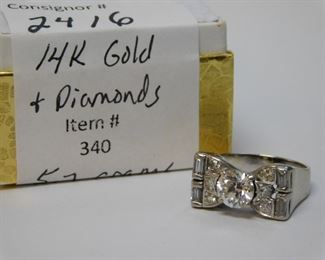 Consignor #
2416
14K Gold
+ Diamonds
Item #
340